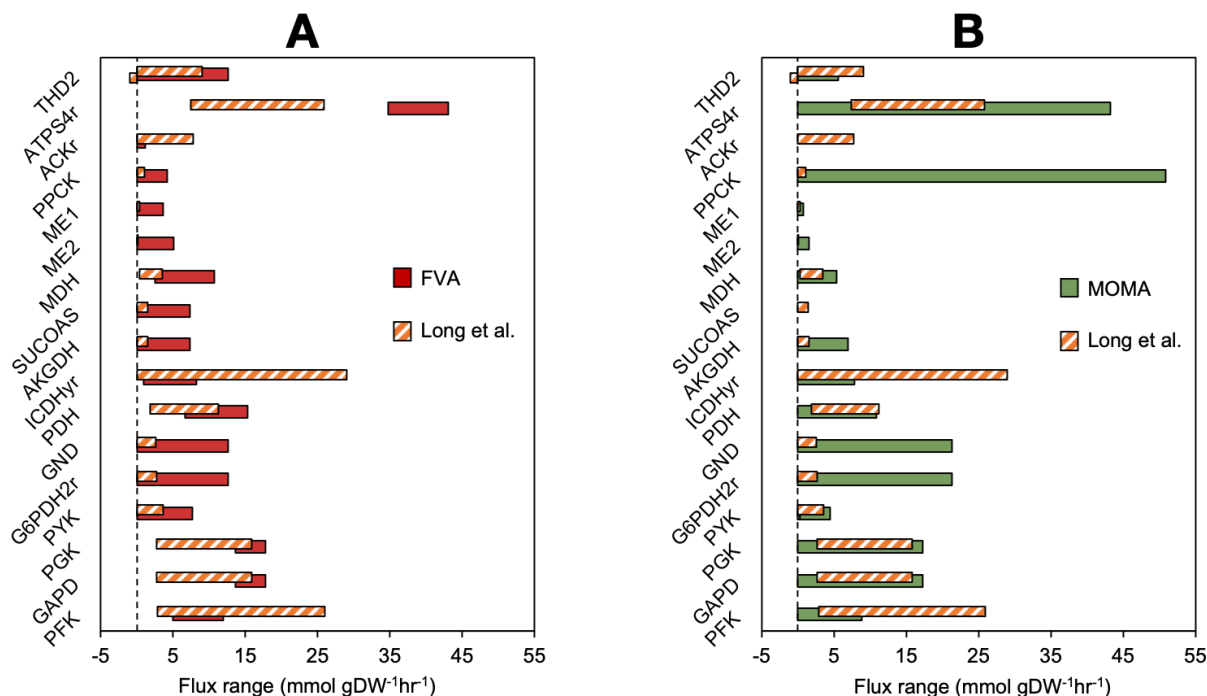 A
THD2
ATPS4r
ACKr
PPCK
ME1
ME2
MDH
SUCOAS
AKGDH
ICDHyr
PDH
GND
G6PDH2r
PYK
PGK
GAPD
PFK
FVA
Long et al.
-5 5 15 25 35 45 55
Flux range (mmol gDW⁻¹hr⁻¹)
B
THD2
ATPS4r
ACKr
PPCK
ME1
ME2
MDH
SUCOAS
AKGDH
ICDHyr
PDH
GND
G6PDH2r
PYK
PGK
GAPD
PFK
MOMA
Long et al.
-5 5 15 25 35 45 55
Flux range (mmol gDW⁻¹hr⁻¹)